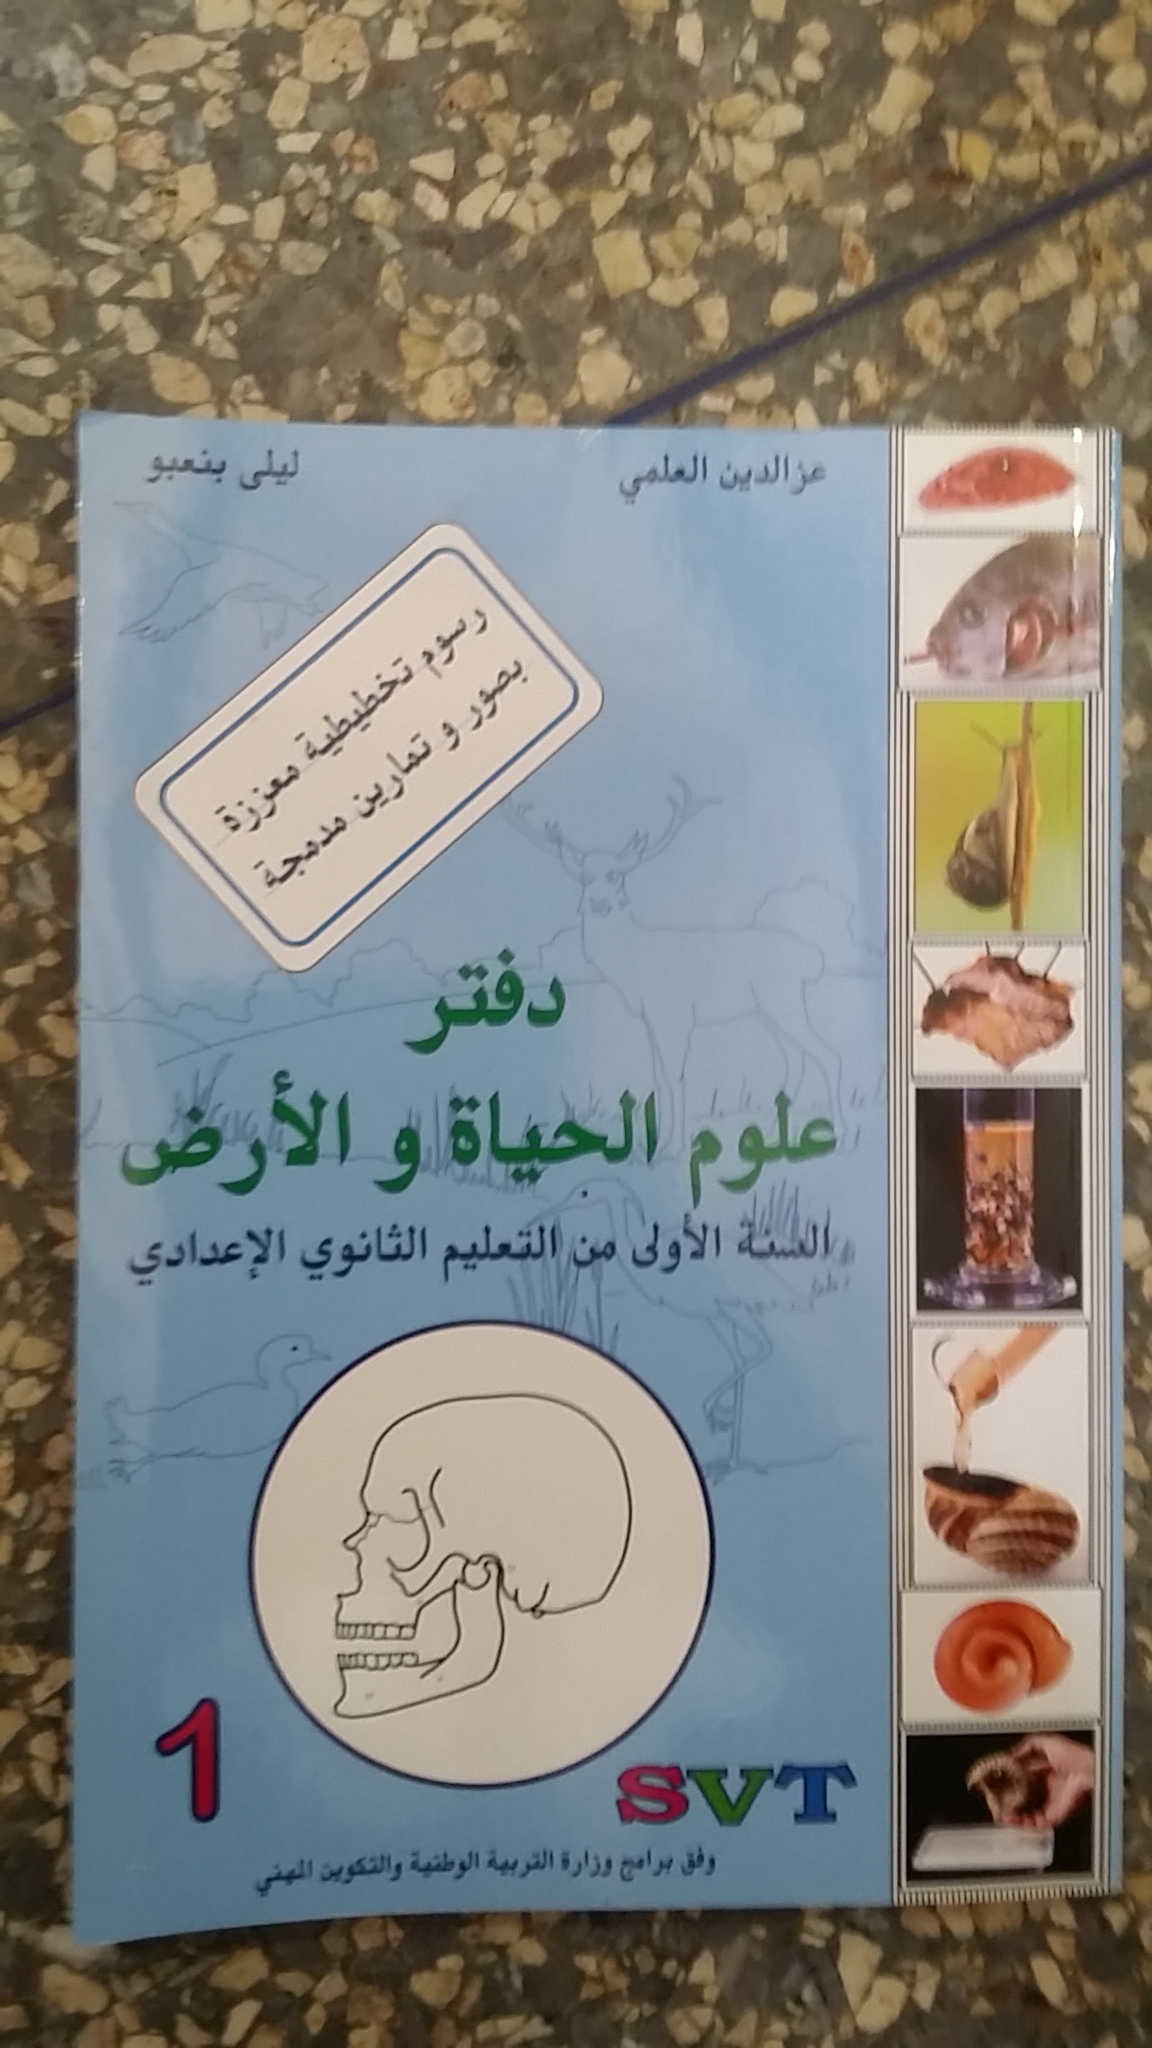 عزالدين العلمي
ليلى بنعبو
رسوم تخطيطية معززة
بصور و تمارين مدمجة
دفتر
علوم الحياة و الأرض
السنة الأولى من التعليم الثانوي الإعدادي
1
SVT
وفق برامج وزارة التربية الوطنية والتكوين المهني